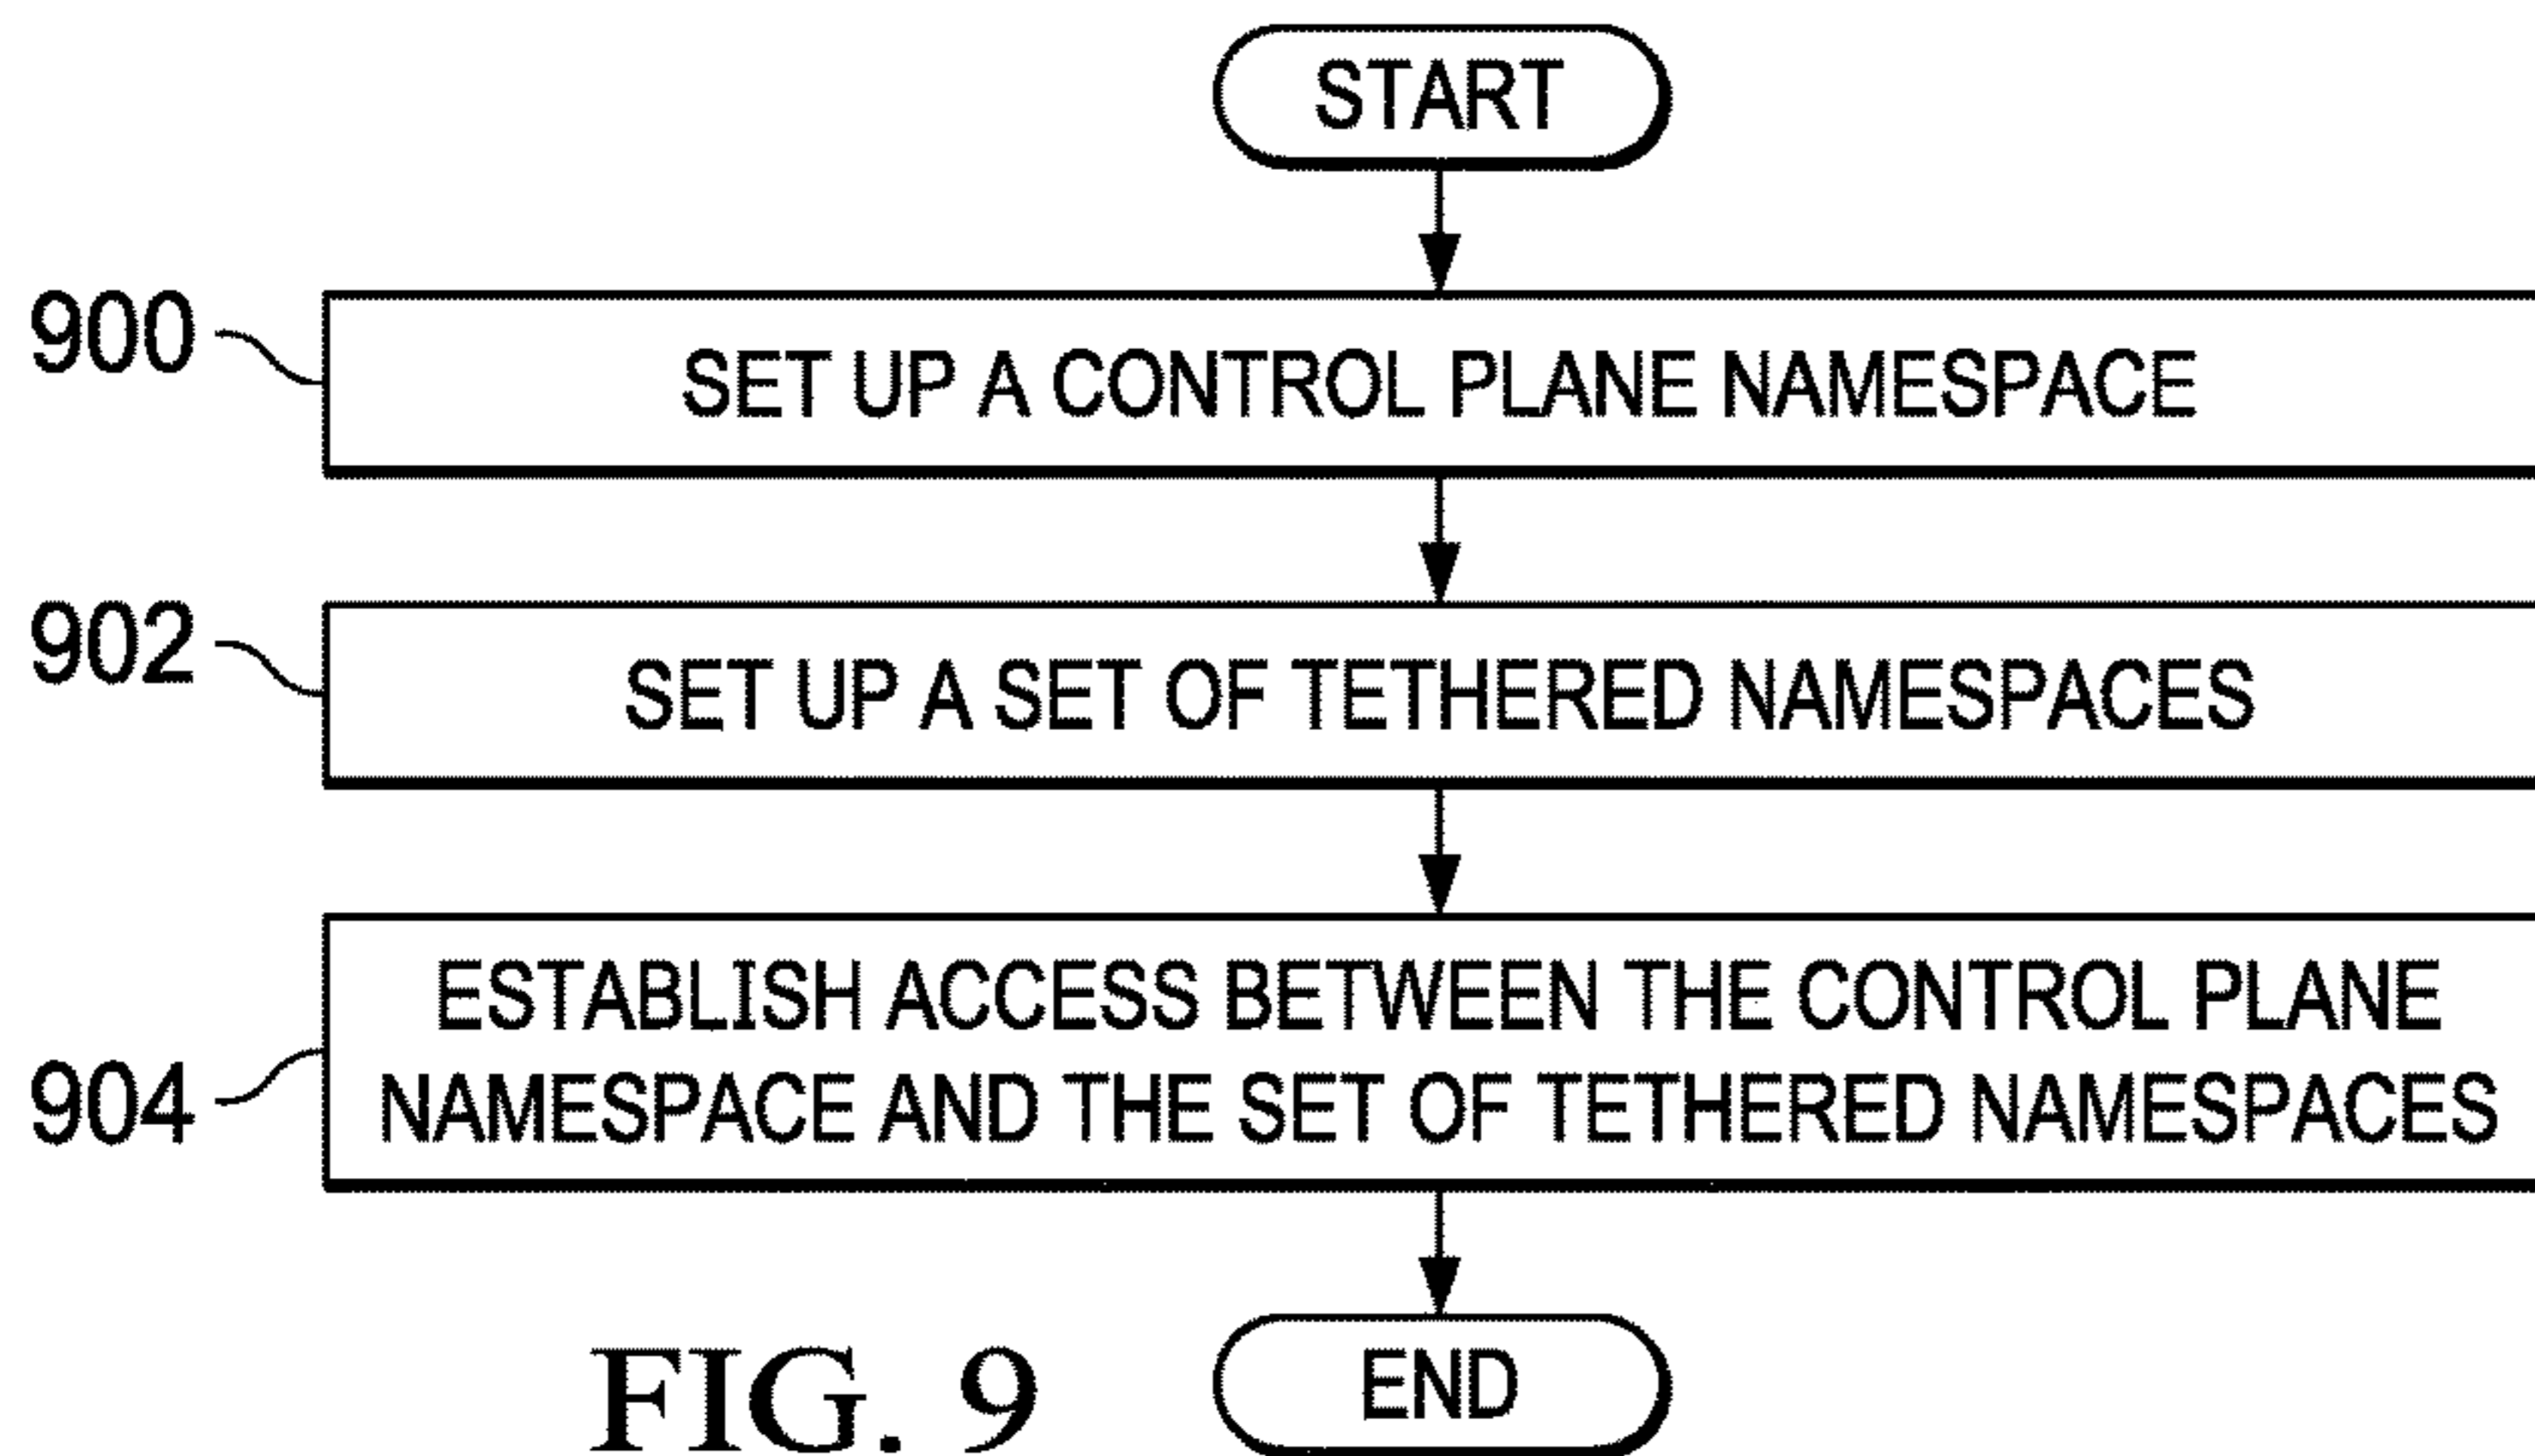 START
900
SET UP A CONTROL PLANE NAMESPACE
902
SET UP A SET OF TETHERED NAMESPACES
904
ESTABLISH ACCESS BETWEEN THE CONTROL PLANE
NAMESPACE AND THE SET OF TETHERED NAMESPACES
END
FIG. 9